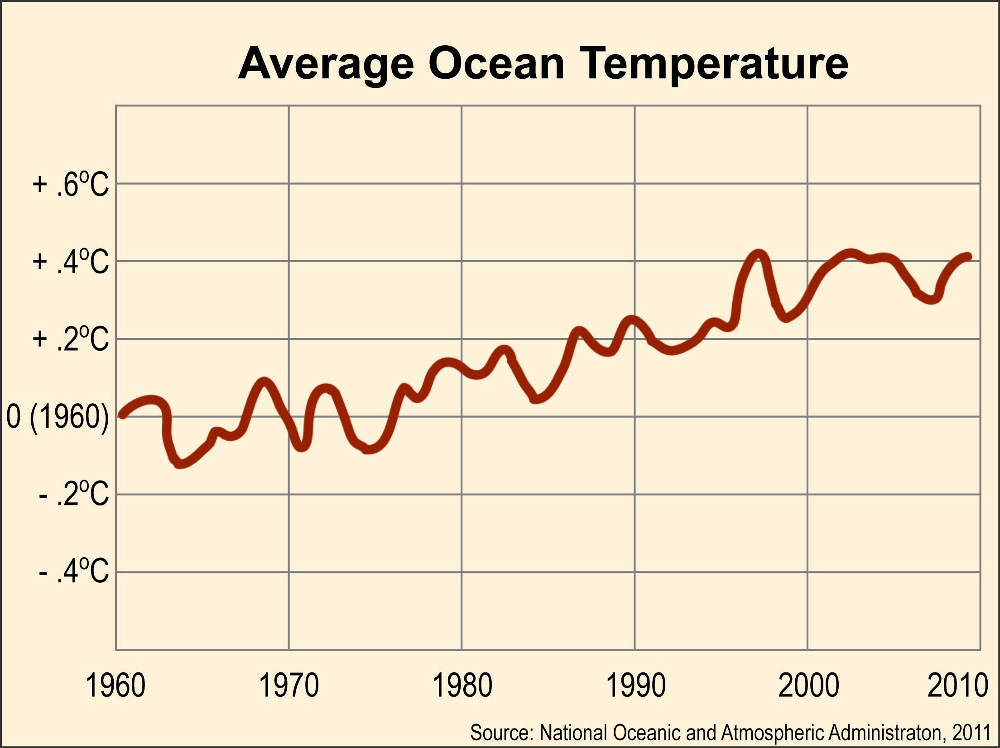 Average Ocean Temperature
+ .6ºC
+ .4ºC
+ .2ºC
0 (1960)
- .2ºC
- .4ºC
1960 1970 1980 1990 2000 2010
Source: National Oceanic and Atmospheric Administraton, 2011